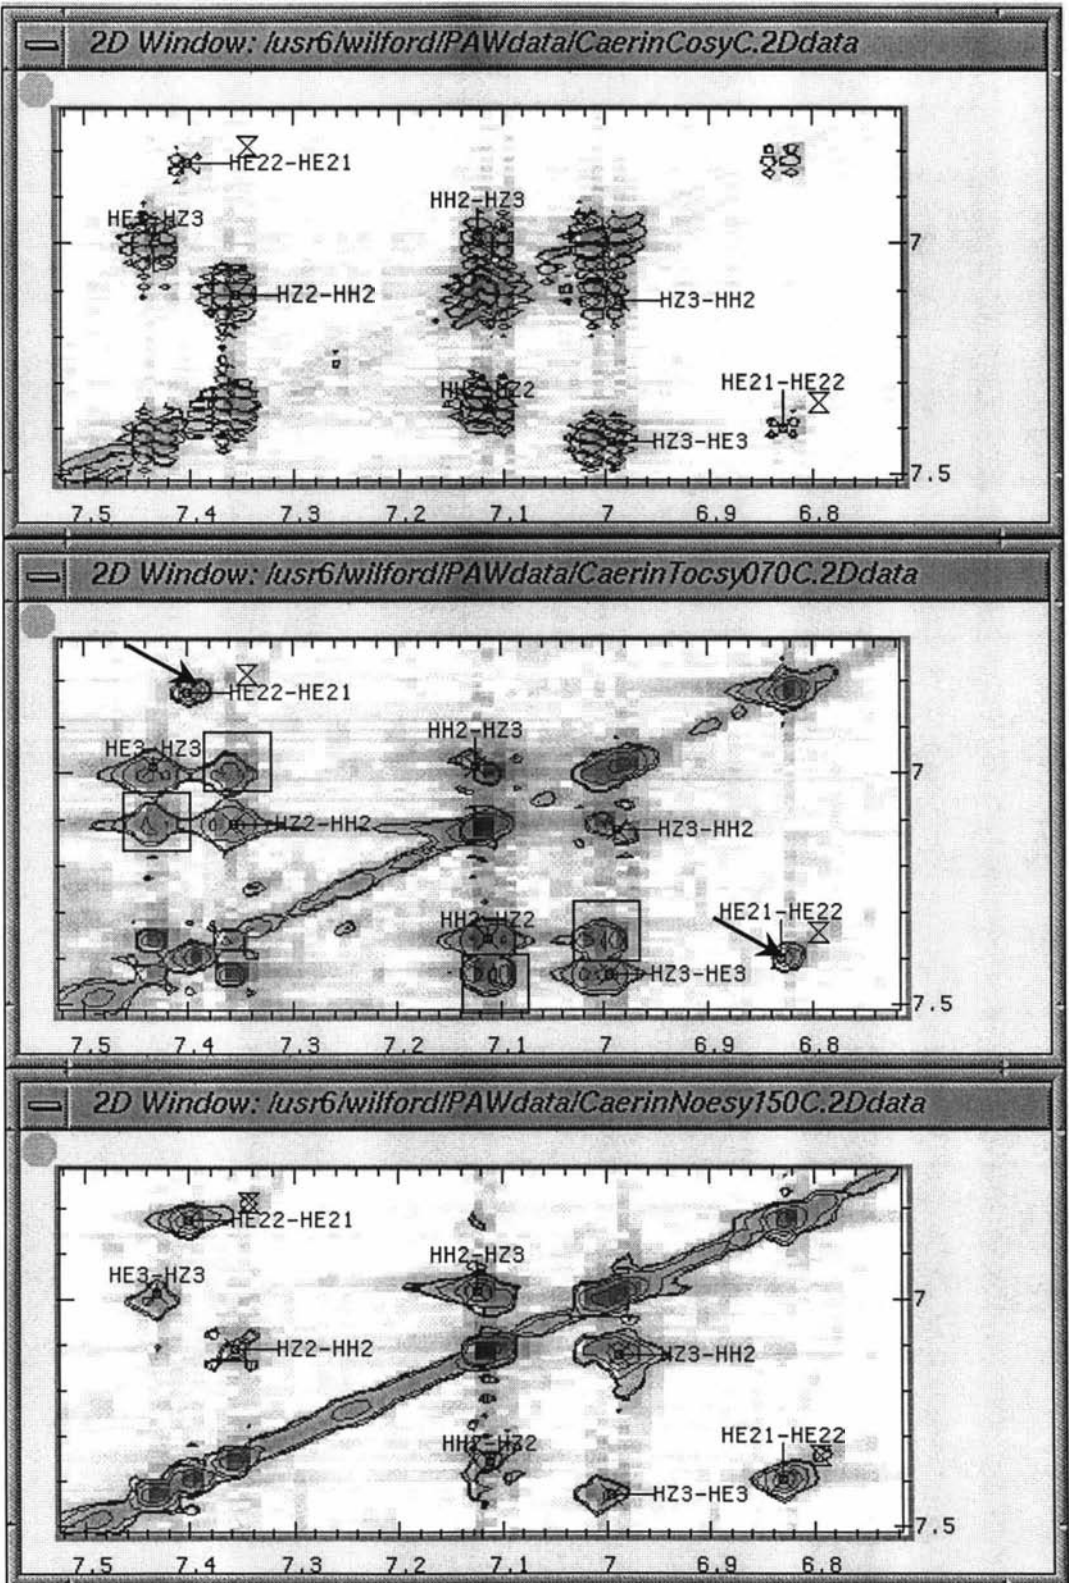 2D Window: /usr6/wilford/PAWdata/CaerinCosyC.2Ddata
HE22-HE21
HE3-HZ3
HH2-HZ3
7
HZ2-HH2
HZ3-HH2
HE21-HE22
HH2-HZ2
HZ3-HE3
7.5
7.5 7.4 7.3 7.2 7.1 7 6.9 6.8
2D Window: /usr6/wilford/PAWdata/CaerinTocsy070C.2Ddata
HE22-HE21
HH2-HZ3
HE3-HZ3
7
HZ2-HH2
HZ3-HH2
HE21-HE22
HH2-HZ2
HZ3-HE3
7.5
7.5 7.4 7.3 7.2 7.1 7 6.9 6.8
2D Window: /usr6/wilford/PAWdata/CaerinNoesy150C.2Ddata
HE22-HE21
HH2-HZ3
HE3-HZ3
7
HZ2-HH2
HZ3-HH2
HE21-HE22
HH2-HZ2
HZ3-HE3
7.5
7.5 7.4 7.3 7.2 7.1 7 6.9 6.8